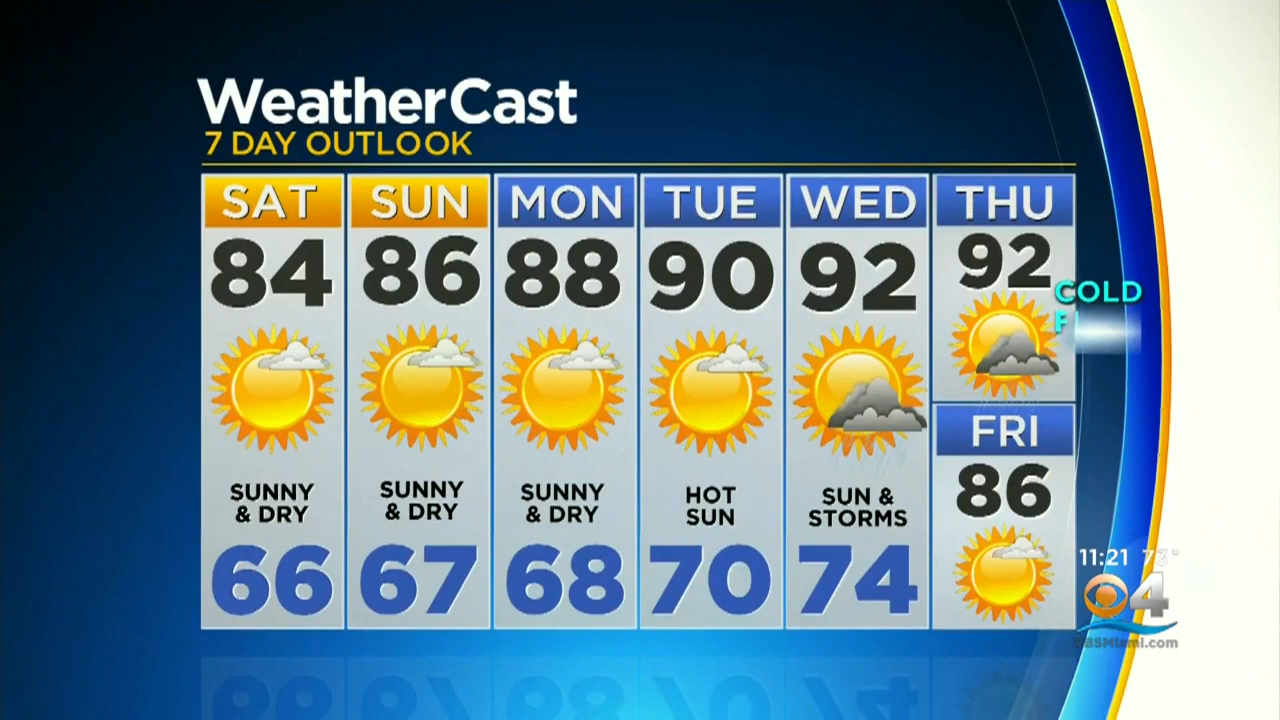 WeatherCast
7 DAY OUTLOOK
SAT SUN MON TUE WED THU
84 86 88 90 92 92
COLD
FRI
86
SUNNY & DRY
SUNNY & DRY
SUNNY & DRY
HOT SUN
SUN & STORMS
66 67 68 70 74
11:21 73°
4
CBSMiami.com